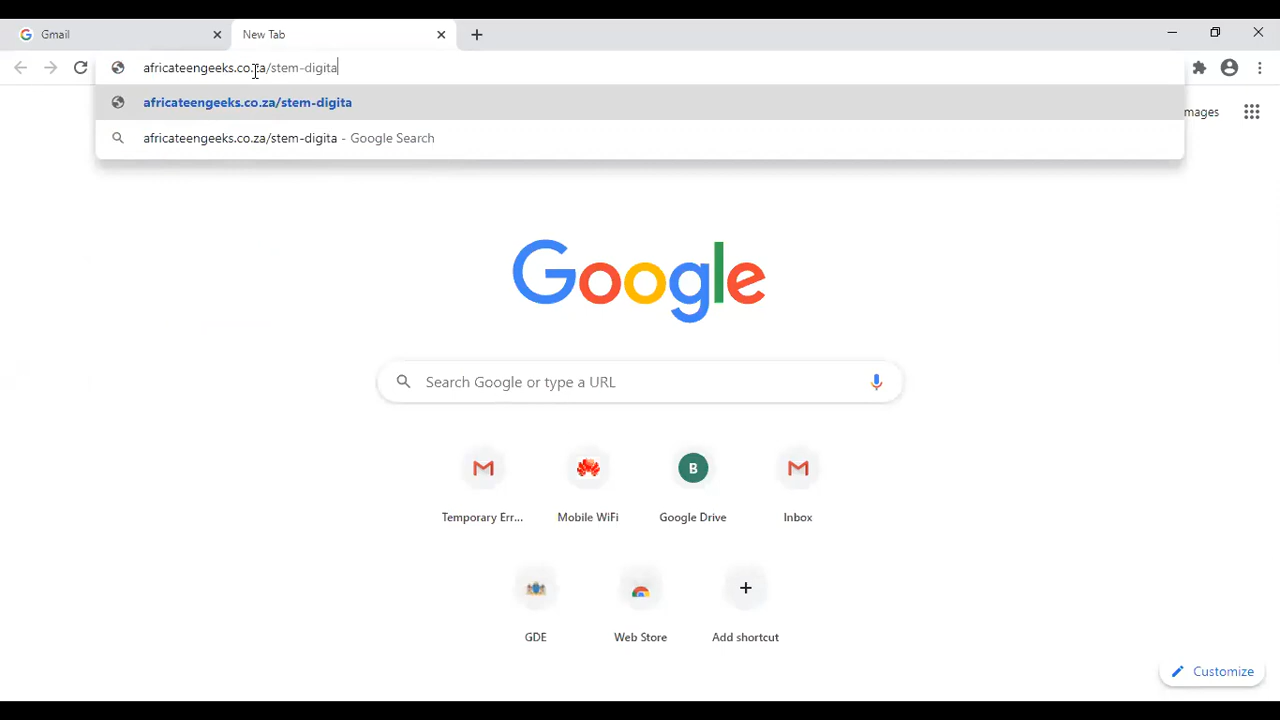 Gmail
New Tab
africateengeeks.co.za/stem-digita
africateengeeks.co.za/stem-digita
africateengeeks.co.za/stem-digita - Google Search
mages
Google
Search Google or type a URL
Temporary Err...
Mobile WiFi
B
Google Drive
Inbox
GDE
Web Store
Add shortcut
Customize